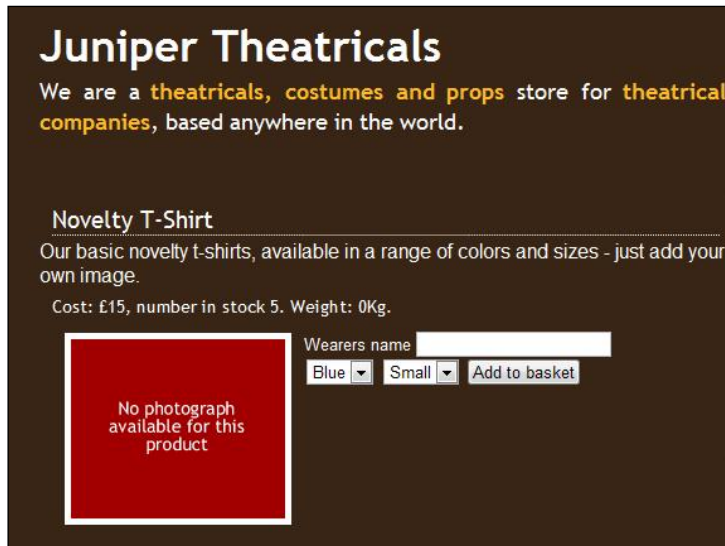 Juniper Theatricals
We are a theatricals, costumes and props store for theatrical
companies, based anywhere in the world.
Novelty T-Shirt
Our basic novelty t-shirts, available in a range of colors and sizes - just add your
own image.
Cost: £15, number in stock 5. Weight: 0Kg.
Wearers name
Blue Small Add to basket
No photograph
available for this
product